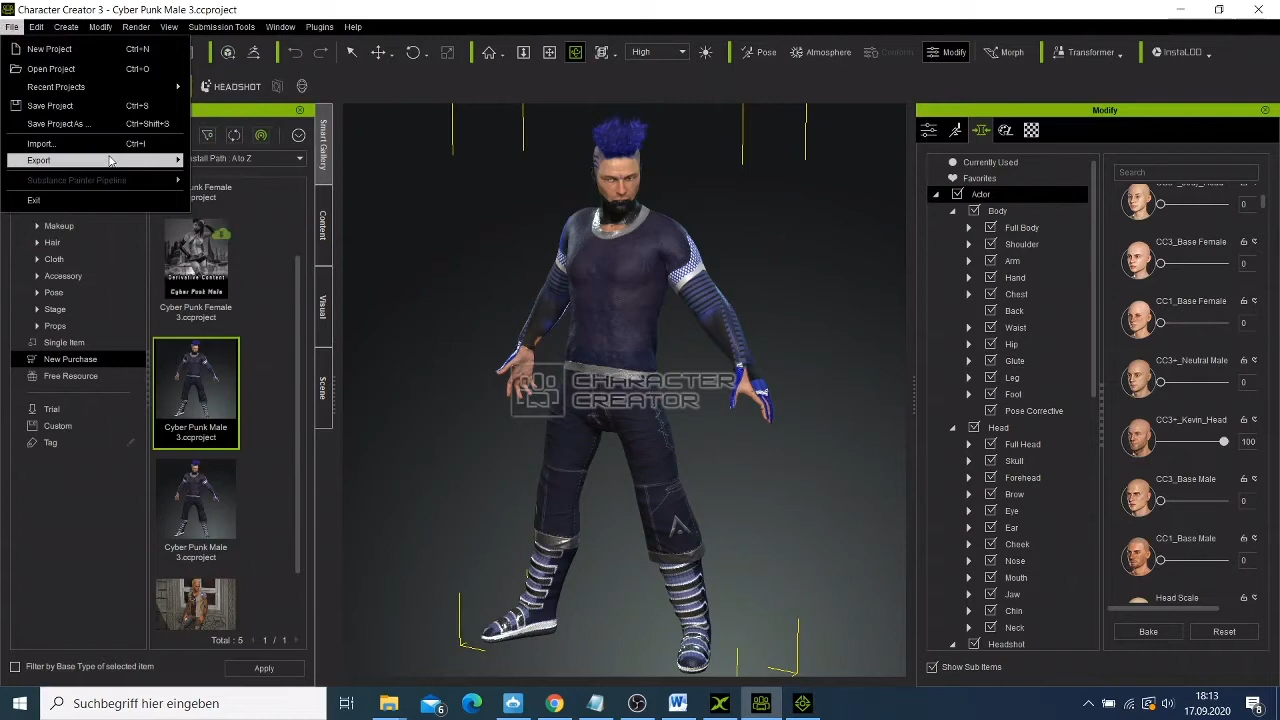 Character Creator 3 - Cyber Punk Male 3.ccproject
File Edit Create Modify Render View Submission Tools Window Plugins Help
New Project Ctrl+N
Open Project Ctrl+O
Recent Projects
Save Project Ctrl+S
Save Project As ... Ctrl+Shift+S
Import... Ctrl+I
Export
Substance Painter Pipeline
Exit
High
Pose
Atmosphere
Conform
Modify
Morph
Transformer
InstaLOD
HEADSHOT
nstall Path : A to Z
Smart Gallery
Content
Visual
Scene
Makeup
Hair
Cloth
Accessory
Pose
Stage
Props
Single Item
New Purchase
Free Resource
Trial
Custom
Tag
Cyber Punk Female
3.ccproject
Derivative Content
Cyber Punk Male
Cyber Punk Female
3.ccproject
Cyber Punk Male
3.ccproject
Cyber Punk Male
3.ccproject
Total : 5 1 / 1
Filter by Base Type of selected item
Apply
CHARACTER
CREATOR
Modify
Currently Used
Favorites
Actor
Body
Full Body
Shoulder
Arm
Hand
Chest
Back
Waist
Hip
Glute
Leg
Foot
Pose Corrective
Head
Full Head
Skull
Forehead
Brow
Eye
Ear
Cheek
Nose
Mouth
Jaw
Chin
Neck
Headshot
Show Sub Items
Search
0
CC3_Base Female
0
CC1_Base Female
0
CC3+_Neutral Male
0
CC3+_Kevin_Head
100
CC3_Base Male
0
CC1_Base Male
0
Head Scale
Bake
Reset
Suchbegriff hier eingeben
6
18:13
17.09.2020
6